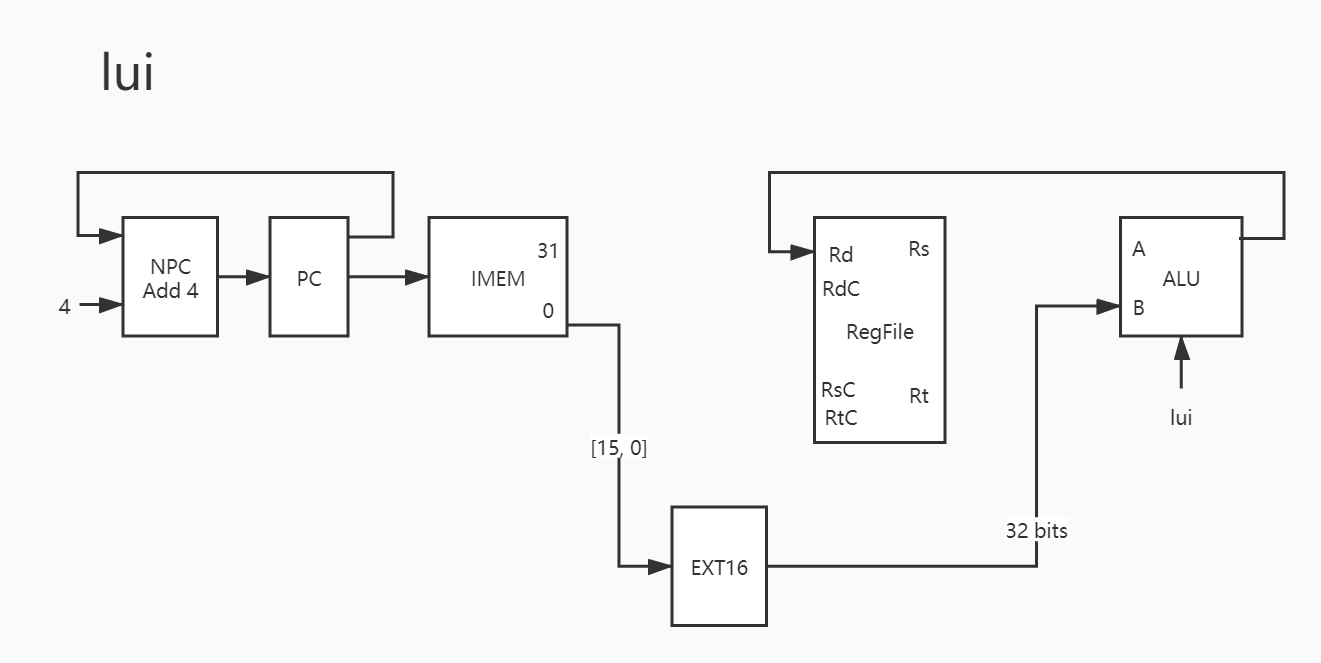 lui
NPC
Add 4
4
PC
31
IMEM
0
[15, 0]
EXT16
Rd
Rs
RdC
RegFile
RsC
Rt
RtC
32 bits
A
ALU
B
lui